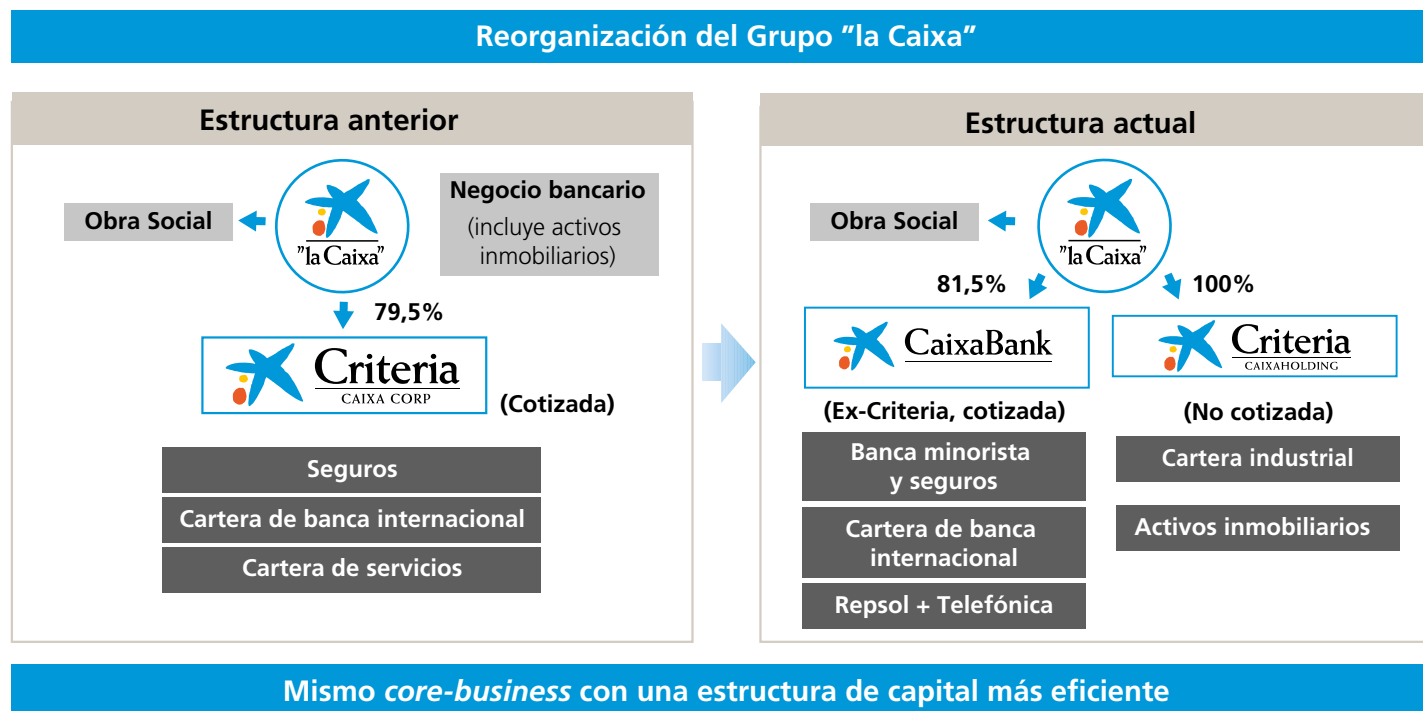 Reorganización del Grupo "la Caixa"
Estructura anterior
"la Caixa"
Obra Social
Negocio bancario
(incluye activos
inmobiliarios)
79,5%
Criteria
CAIXA CORP
(Cotizada)
Seguros
Cartera de banca internacional
Cartera de servicios
Estructura actual
"la Caixa"
Obra Social
81,5%
100%
CaixaBank
(Ex-Criteria, cotizada)
Banca minorista
y seguros
Cartera de banca
internacional
Repsol + Telefónica
Criteria
CAIXAHOLDING
(No cotizada)
Cartera industrial
Activos inmobiliarios
Mismo core-business con una estructura de capital más eficiente